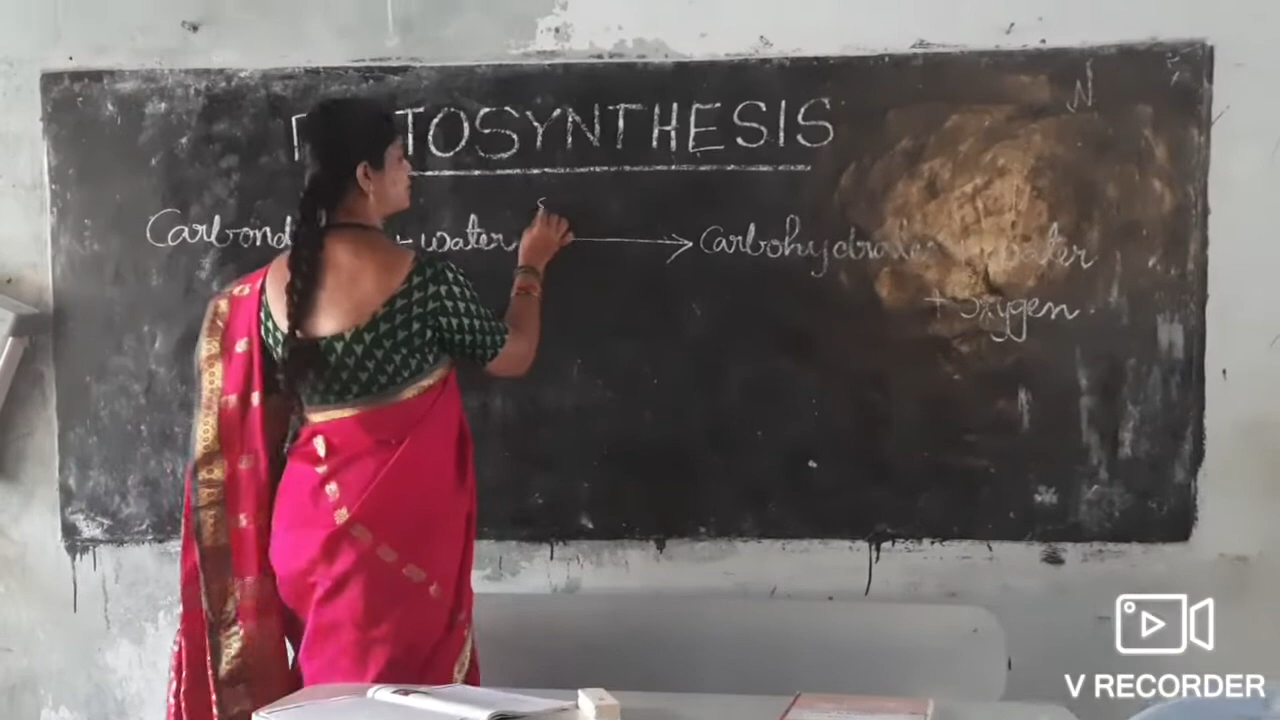 TOSYNTHESIS
Carbond + water → Carbohydrate + water
+ oxygen
N
V RECORDER